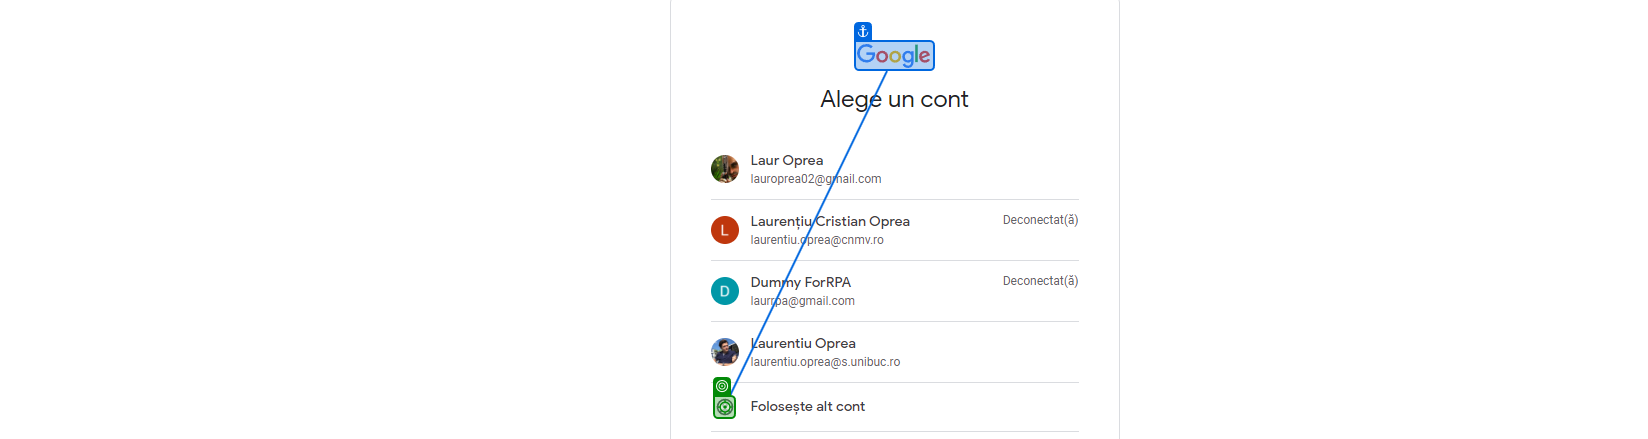 Google
Alege un cont
Laur Oprea
lauroprea02@gmail.com
L
Laurențiu Cristian Oprea
Deconectat(ă)
laurentiu.oprea@cnmv.ro
D
Dummy ForRPA
Deconectat(ă)
laurrpa@gmail.com
Laurentiu Oprea
laurentiu.oprea@s.unibuc.ro
Folosește alt cont